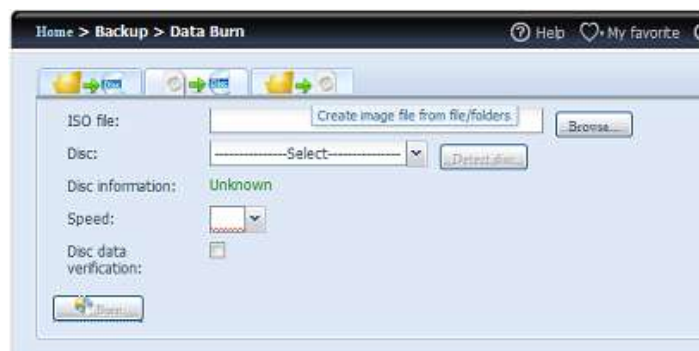 Home > Backup > Data Burn
Help My favorite
ISO file:
Create image file from file/folders
Browse...
Disc:
---------------Select---------------
Detect disc
Disc information:
Unknown
Speed:
Disc data
verification:
Burn...